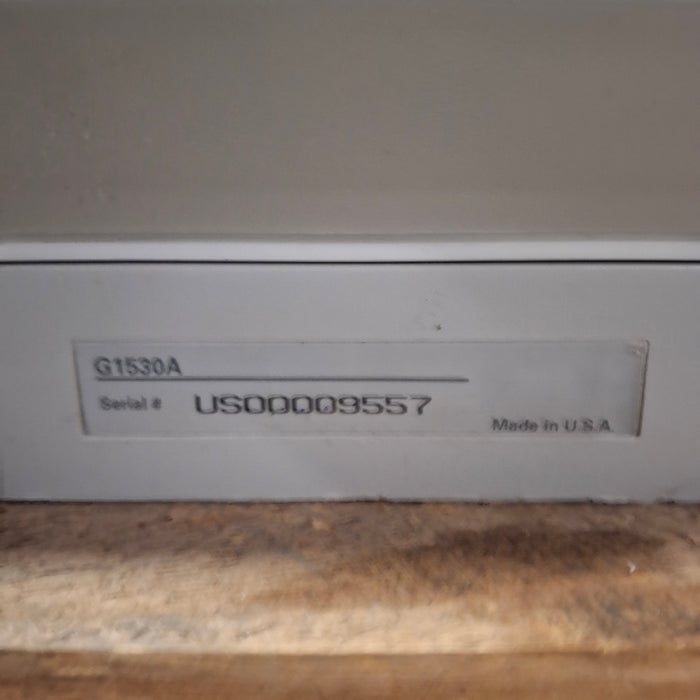 G1530A
Serial # US00009557
Made in U.S.A.